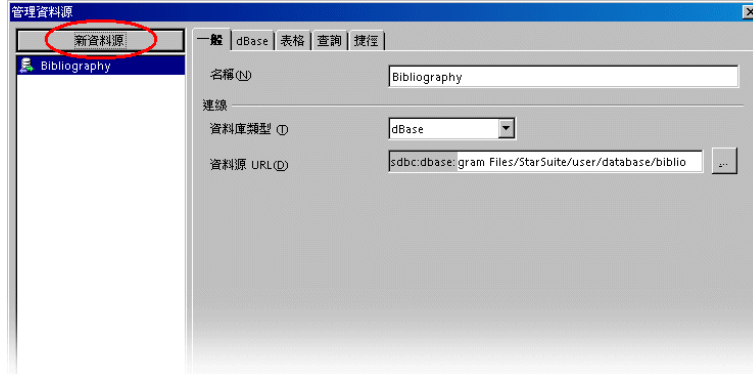 管理資料源
新資料源
Bibliography
一般 dBase 表格 查詢 捷徑
名稱(N) Bibliography
連線
資料庫類型 (T) dBase
資料源 URL(D) sdbc:dbase: gram Files/StarSuite/user/database/biblio ...